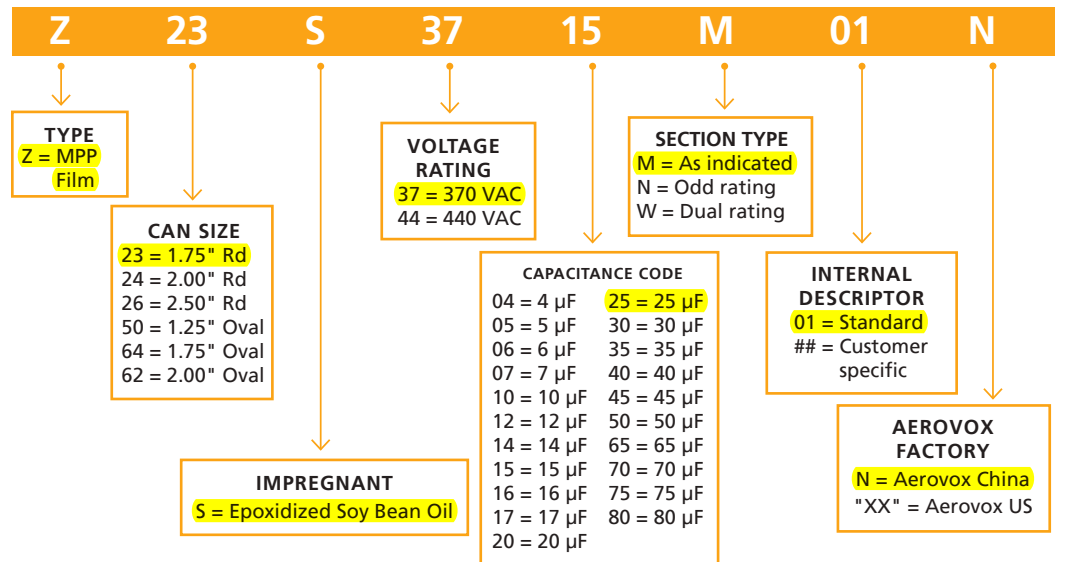 Z 23 S 37 15 M 01 N
TYPE
Z = MPP
Film
CAN SIZE
23 = 1.75" Rd
24 = 2.00" Rd
26 = 2.50" Rd
50 = 1.25" Oval
64 = 1.75" Oval
62 = 2.00" Oval
IMPREGNANT
S = Epoxidized Soy Bean Oil
VOLTAGE
RATING
37 = 370 VAC
44 = 440 VAC
CAPACITANCE CODE
04 = 4 µF 25 = 25 µF
05 = 5 µF 30 = 30 µF
06 = 6 µF 35 = 35 µF
07 = 7 µF 40 = 40 µF
10 = 10 µF 45 = 45 µF
12 = 12 µF 50 = 50 µF
14 = 14 µF 65 = 65 µF
15 = 15 µF 70 = 70 µF
16 = 16 µF 75 = 75 µF
17 = 17 µF 80 = 80 µF
20 = 20 µF
SECTION TYPE
M = As indicated
N = Odd rating
W = Dual rating
INTERNAL
DESCRIPTOR
01 = Standard
## = Customer
specific
AEROVOX
FACTORY
N = Aerovox China
"XX" = Aerovox US